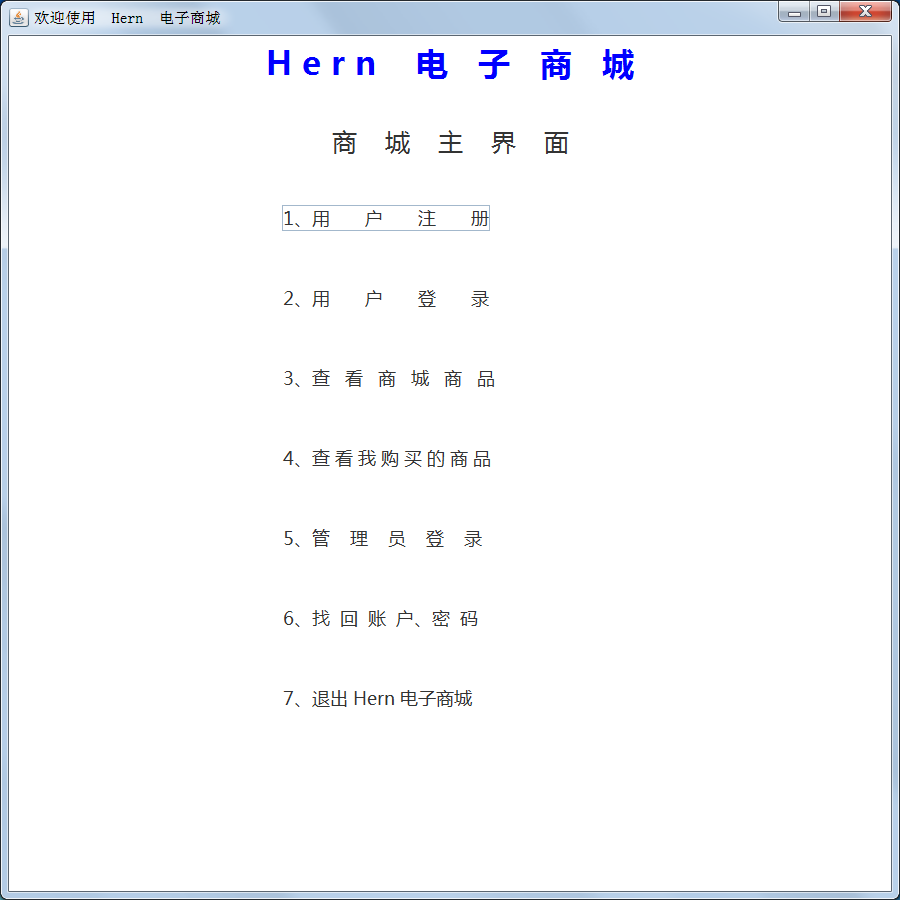 欢迎使用 Hern 电子商城
Hern 电 子 商 城
商 城 主 界 面
1、用 户 注 册
2、用 户 登 录
3、查 看 商 城 商 品
4、查 看 我 购 买 的 商 品
5、管 理 员 登 录
6、找 回 账 户、密 码
7、退出 Hern 电子商城